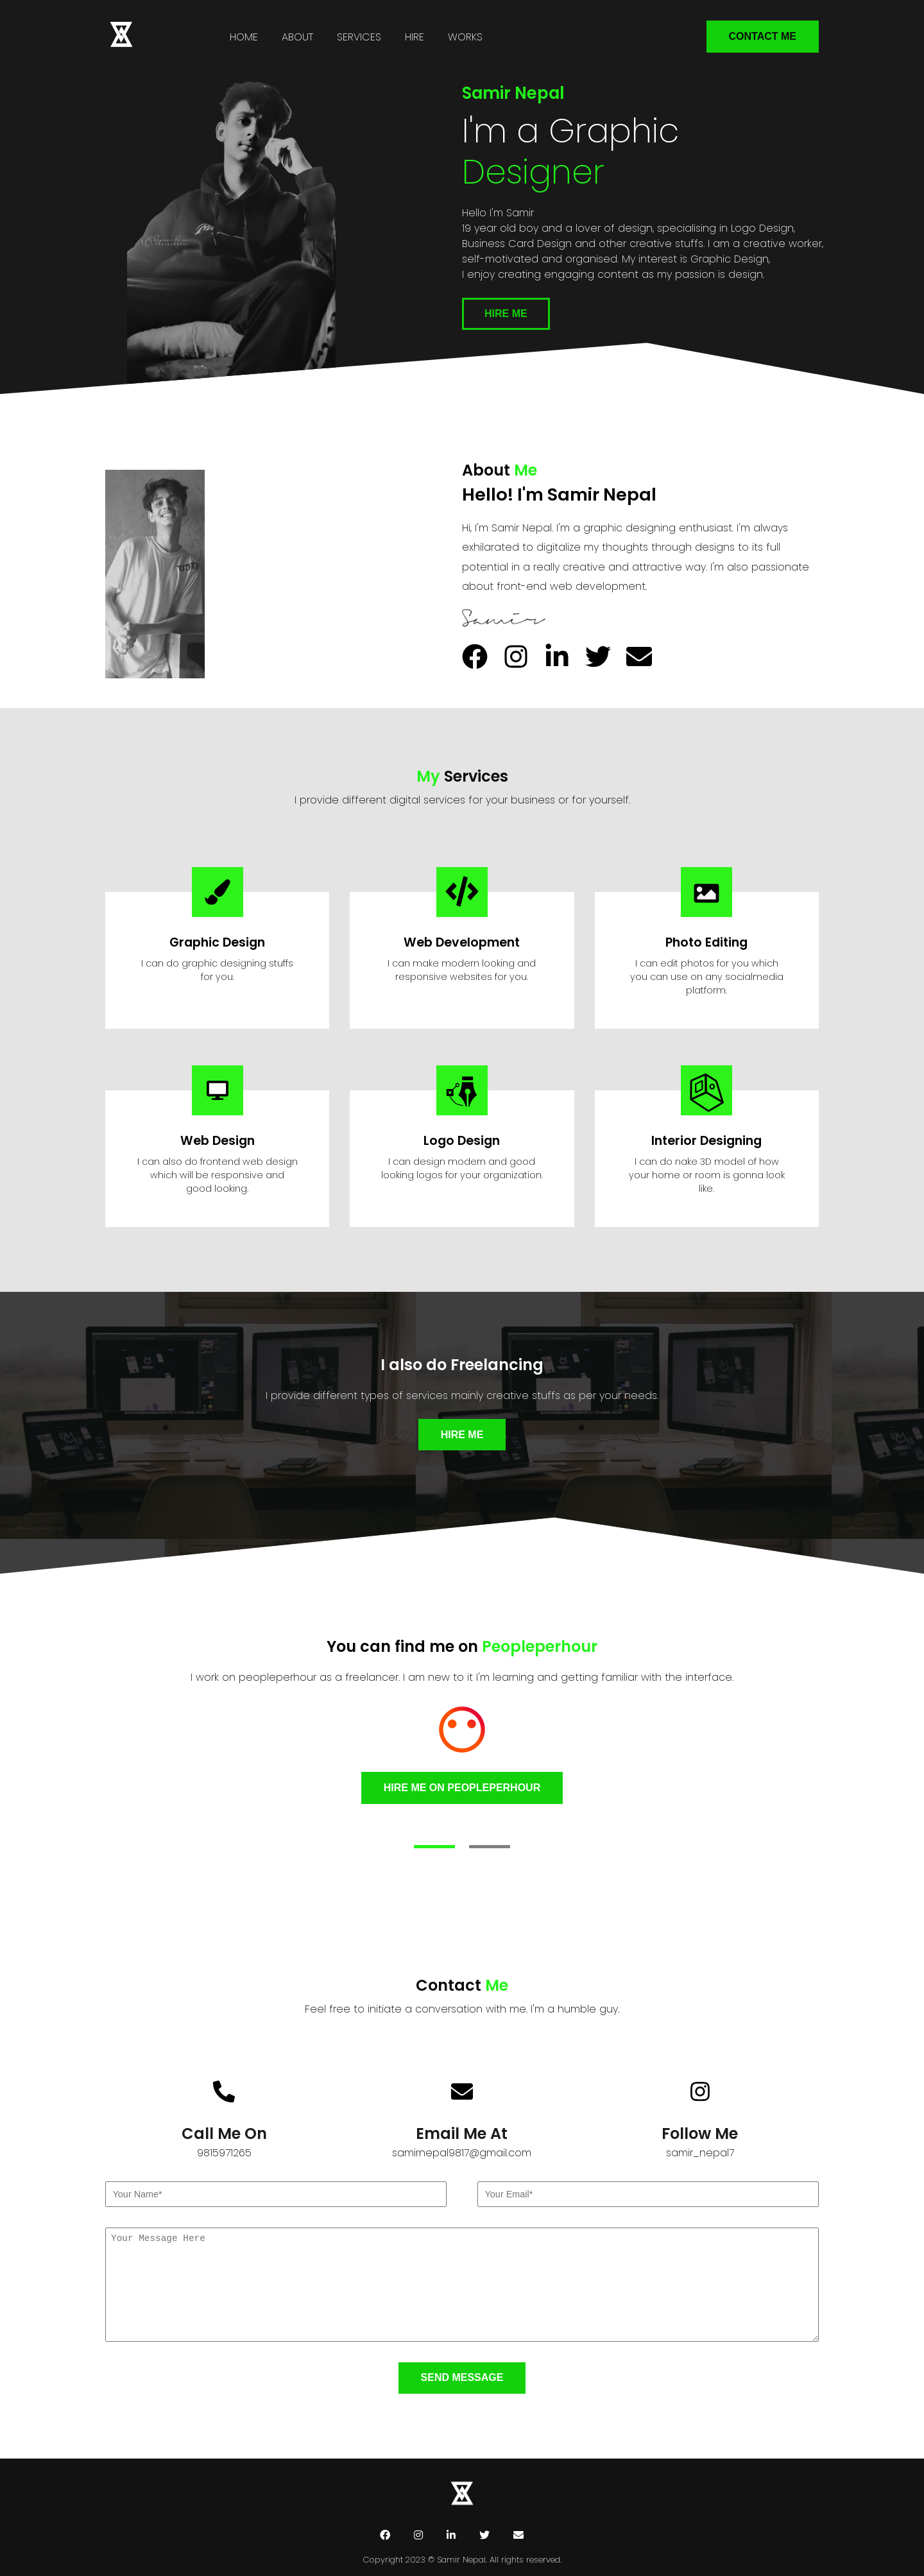 HOME ABOUT SERVICES HIRE WORKS CONTACT ME
Samir Nepal
I'm a Graphic
Designer
Hello I'm Samir
19 year old boy and a lover of design, specialising in Logo Design,
Business Card Design and other creative stuffs. I am a creative worker,
self-motivated and organised. My interest is Graphic Design,
I enjoy creating engaging content as my passion is design.
HIRE ME
About Me
Hello! I'm Samir Nepal
Hi, I'm Samir Nepal. I'm a graphic designing enthusiast. I'm always
exhilarated to digitalize my thoughts through designs to its full
potential in a really creative and attractive way. I'm also passionate
about front-end web development.
Samir
My Services
I provide different digital services for your business or for yourself.
Graphic Design
I can do graphic designing stuffs
for you.
Web Development
I can make modern looking and
responsive websites for you.
Photo Editing
I can edit photos for you which
you can use on any socialmedia
platform.
Web Design
I can also do frontend web design
which will be responsive and
good looking.
Logo Design
I can design modern and good
looking logos for your organization.
Interior Designing
I can do nake 3D model of how
your home or room is gonna look
like.
I also do Freelancing
I provide different types of services mainly creative stuffs as per your needs.
HIRE ME
You can find me on Peopleperhour
I work on peopleperhour as a freelancer. I am new to it I'm learning and getting familiar with the interface.
HIRE ME ON PEOPLEPERHOUR
Contact Me
Feel free to initiate a conversation with me. I'm a humble guy.
Call Me On
9815971265
Email Me At
samirnepal9817@gmail.com
Follow Me
samir_nepal7
Your Name*
Your Email*
Your Message Here
SEND MESSAGE
Copyright 2023 © Samir Nepal. All rights reserved.